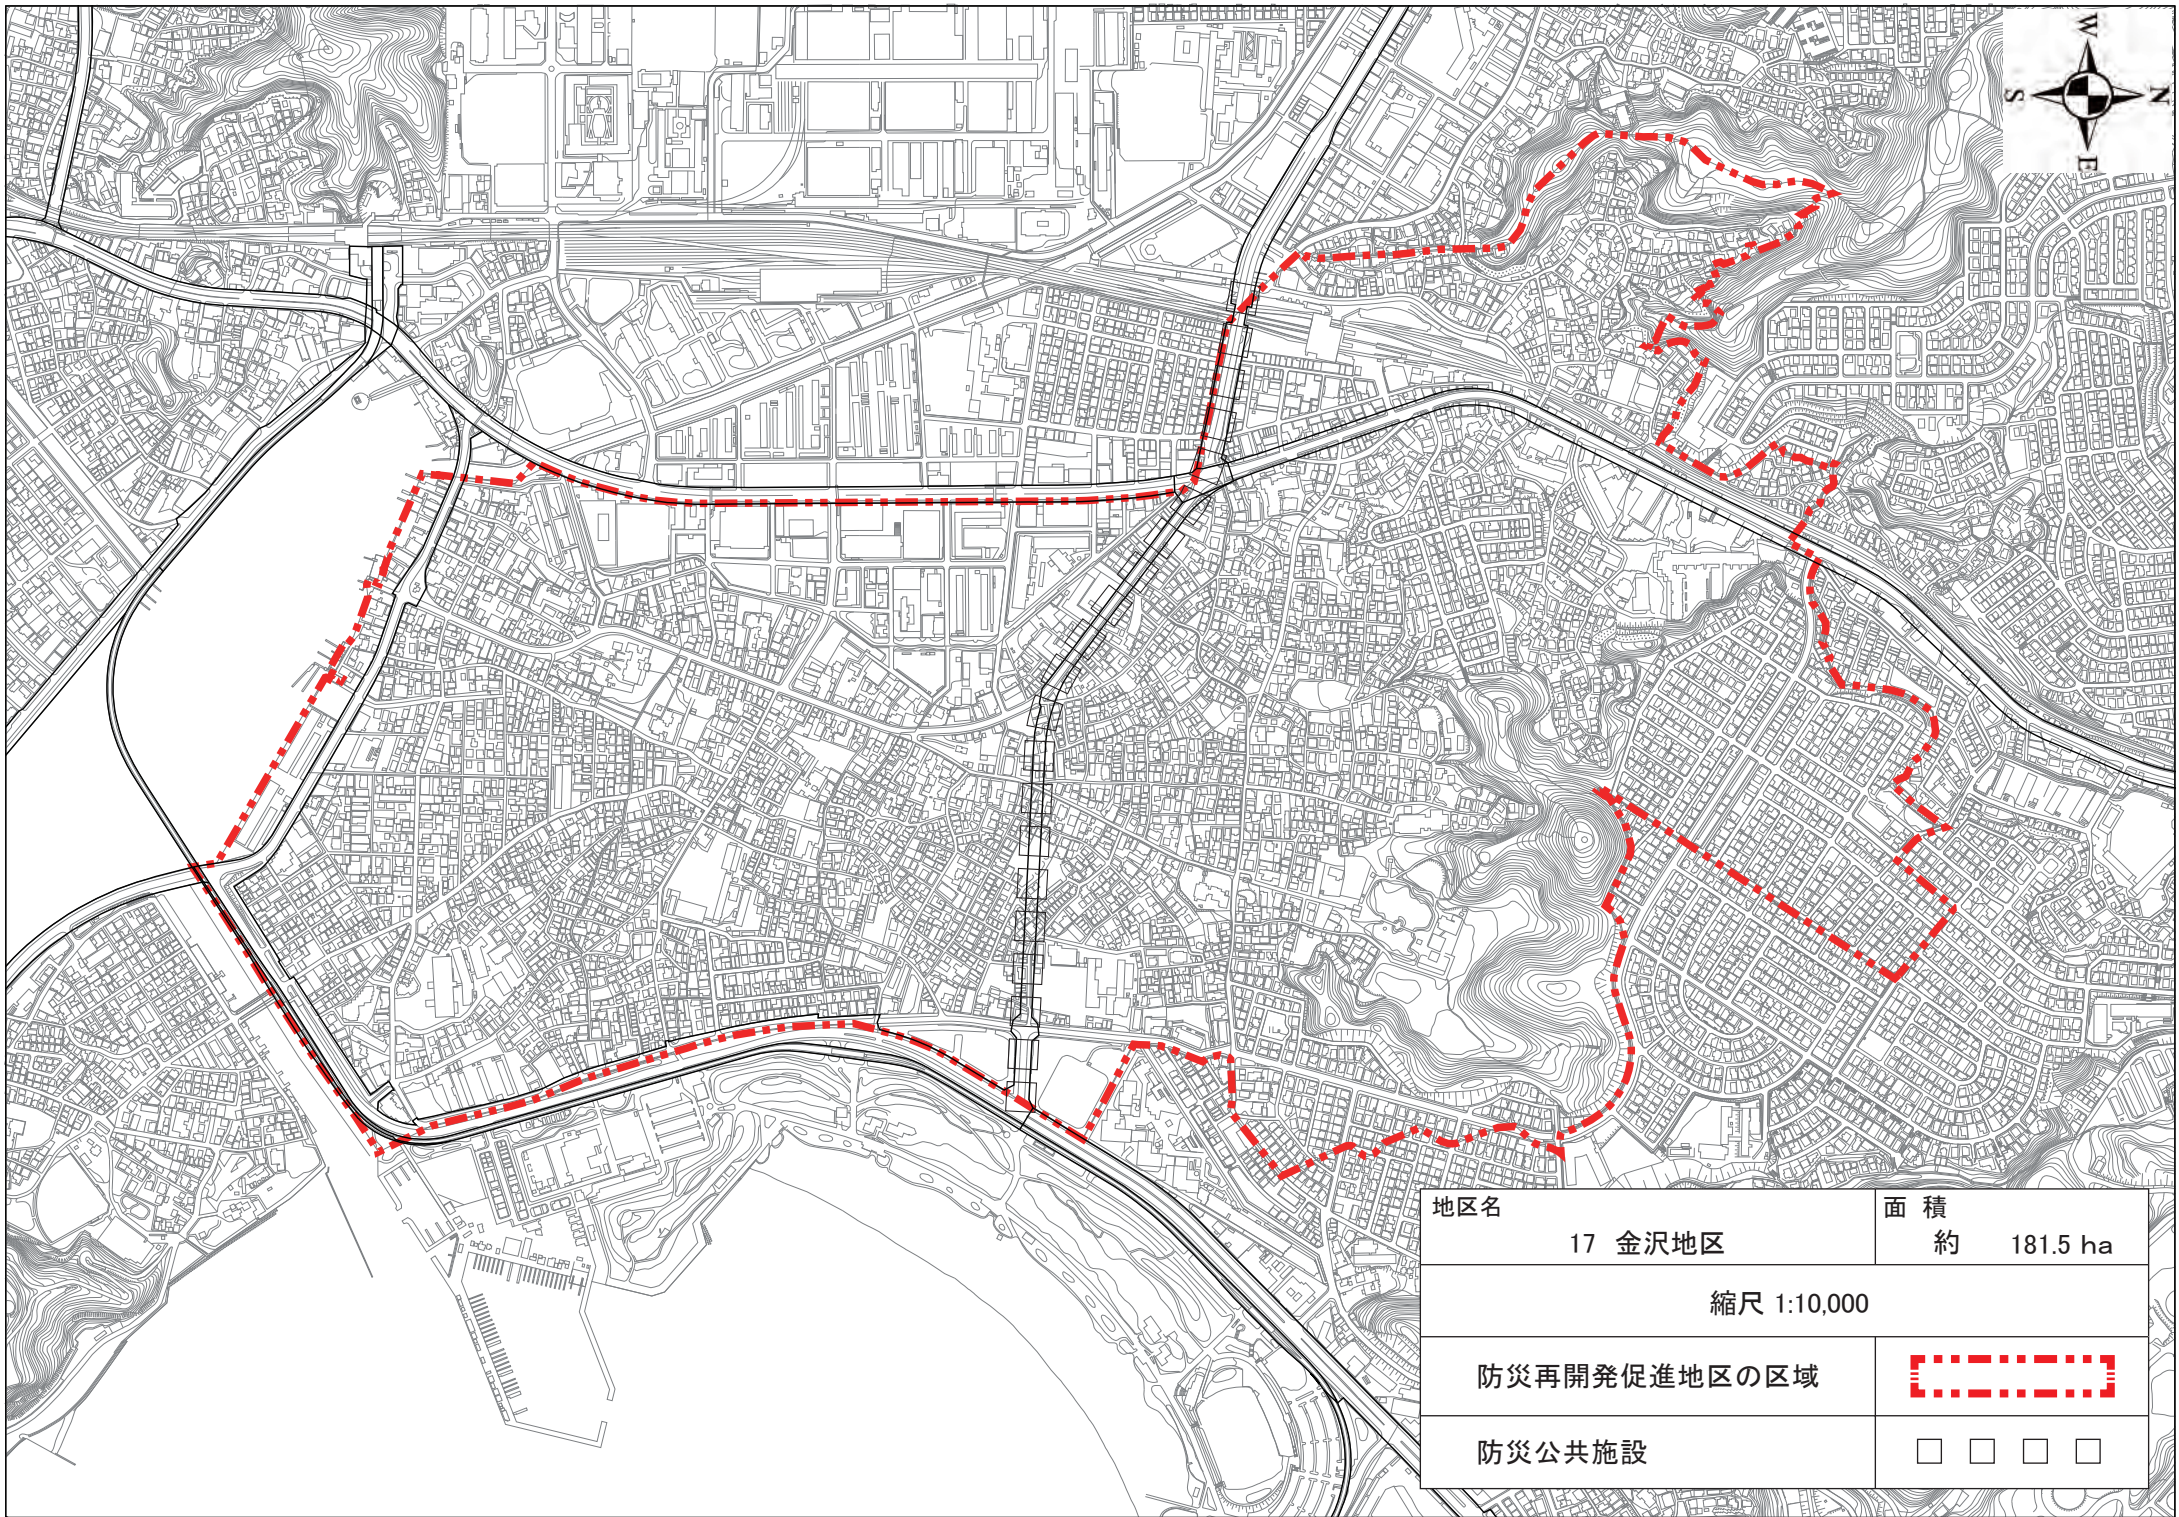 W
S N
E
地区名
17 金沢地区
面 積
約 181.5 ha
縮尺 1:10,000
防災再開発促進地区の区域
防災公共施設